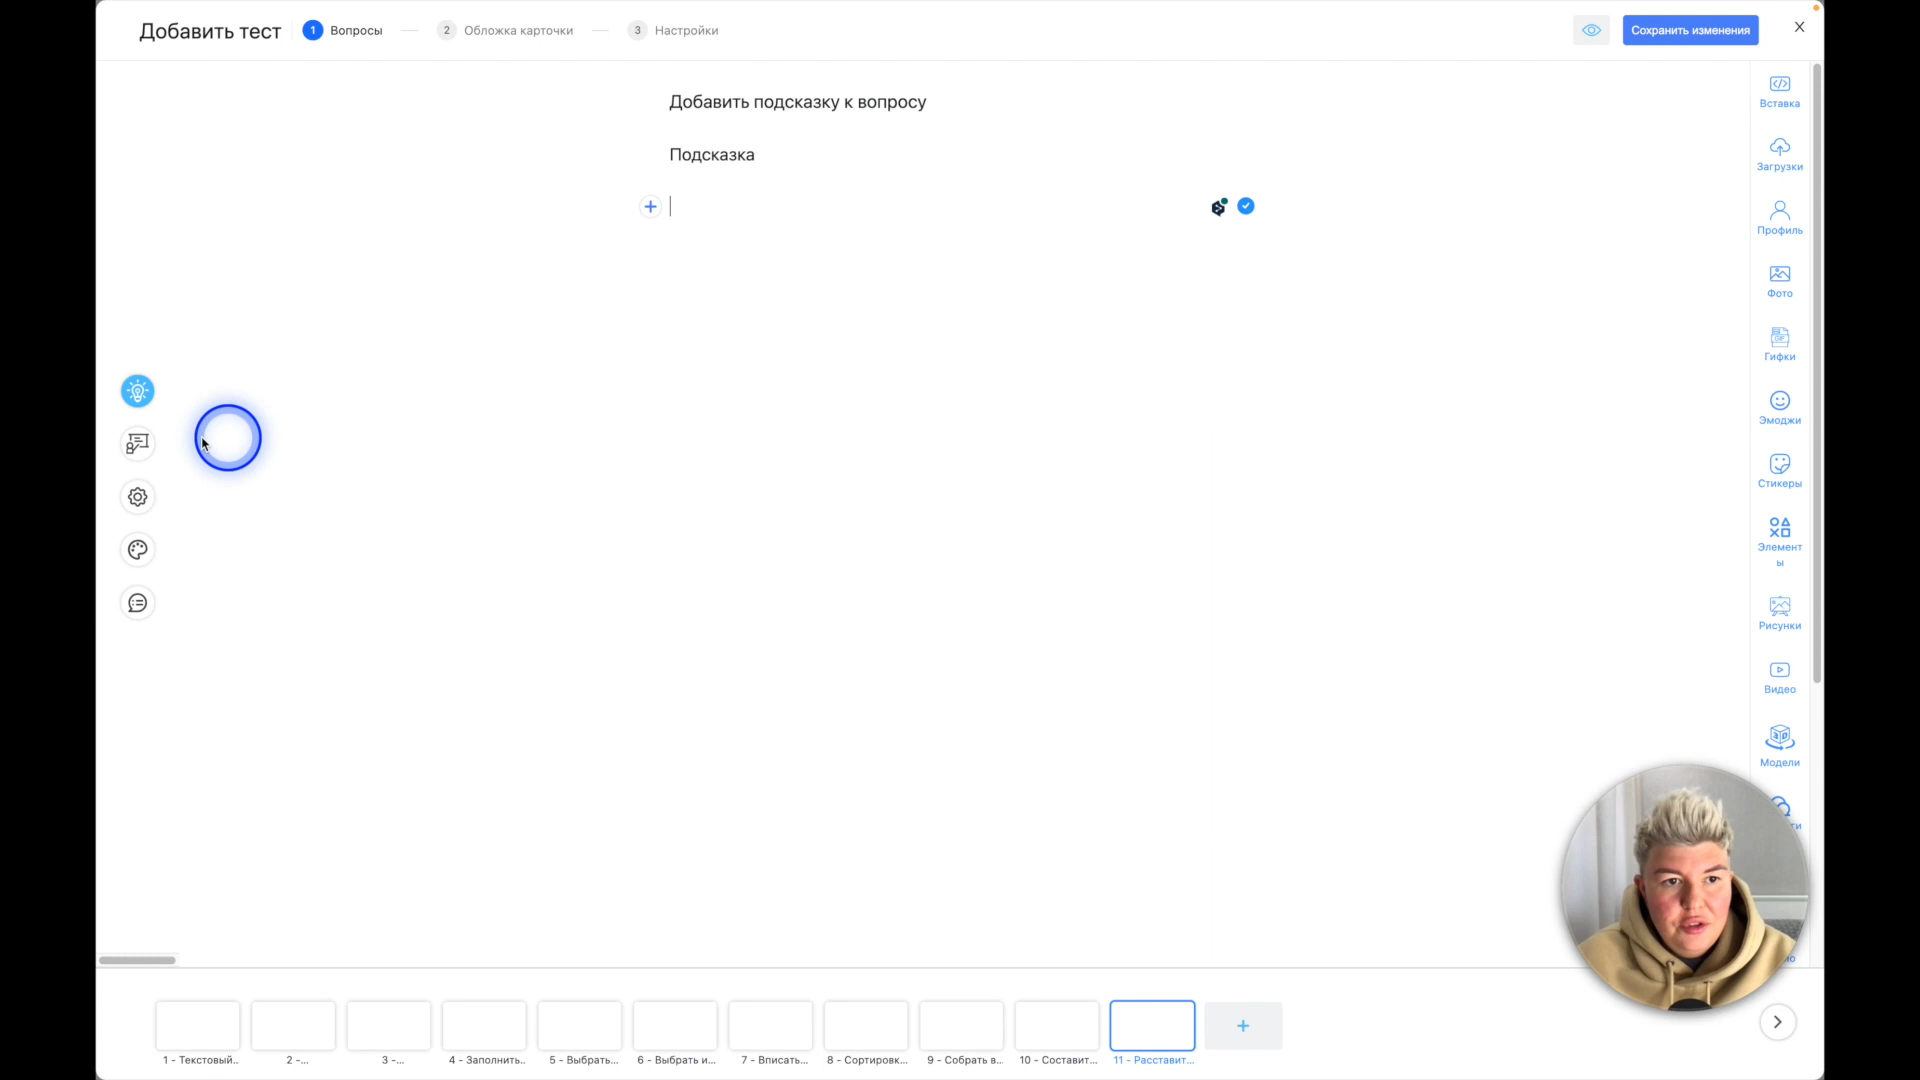 Добавить тест
1 Вопросы
2 Обложка карточки
3 Настройки
Сохранить изменения
X
Добавить подсказку к вопросу
Подсказка
Вставка
Загрузки
Профиль
Фото
GIF
Гифки
Эмоджи
Стикеры
Элемент
ы
Рисунки
Видео
3D
Модели
1 - Текстовый..
2 -...
3 -...
4 - Заполнить..
5 - Выбрать...
6 - Выбрать и...
7 - Вписать...
8 - Сортировк...
9 - Собрать в...
10 - Составит...
11 - Расставит...